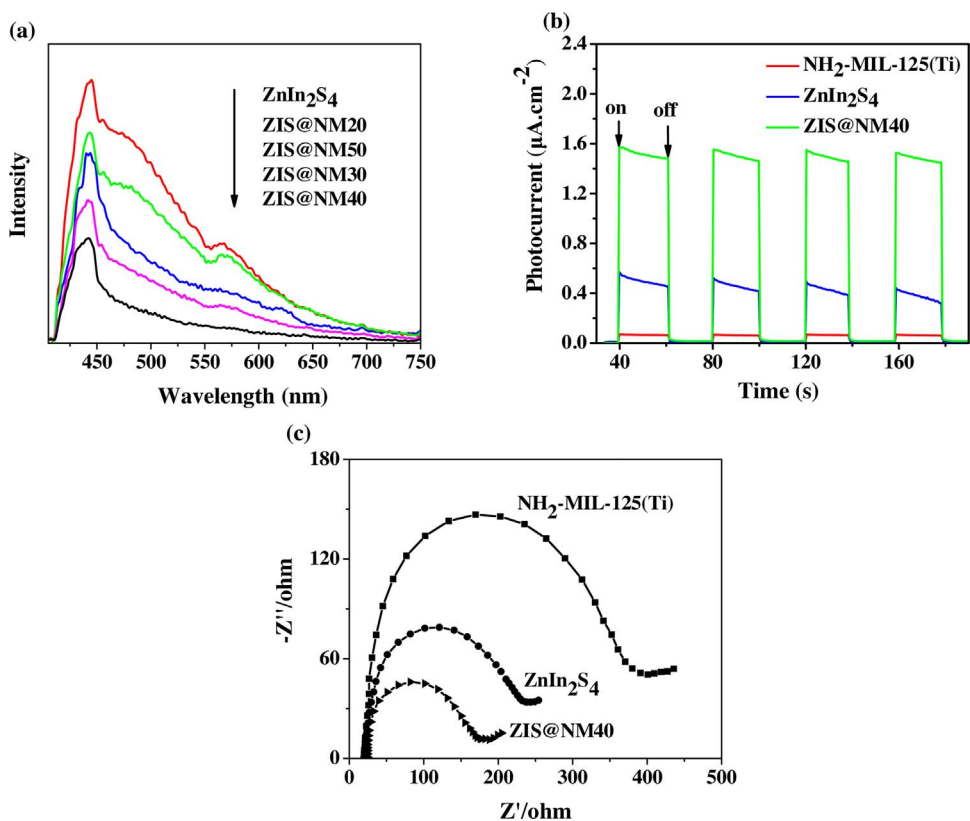 (a)
Intensity
ZnIn2S4
ZIS@NM20
ZIS@NM50
ZIS@NM30
ZIS@NM40
450 500 550 600 650 700 750
Wavelength (nm)
(b)
Photocurrent (μA.cm-2)
2.4
2.0
1.6
1.2
0.8
0.4
0.0
NH2-MIL-125(Ti)
ZnIn2S4
ZIS@NM40
on off
40 80 120 160
Time (s)
(c)
-Z''/ohm
180
120
60
0
NH2-MIL-125(Ti)
ZnIn2S4
ZIS@NM40
0 100 200 300 400 500
Z'/ohm